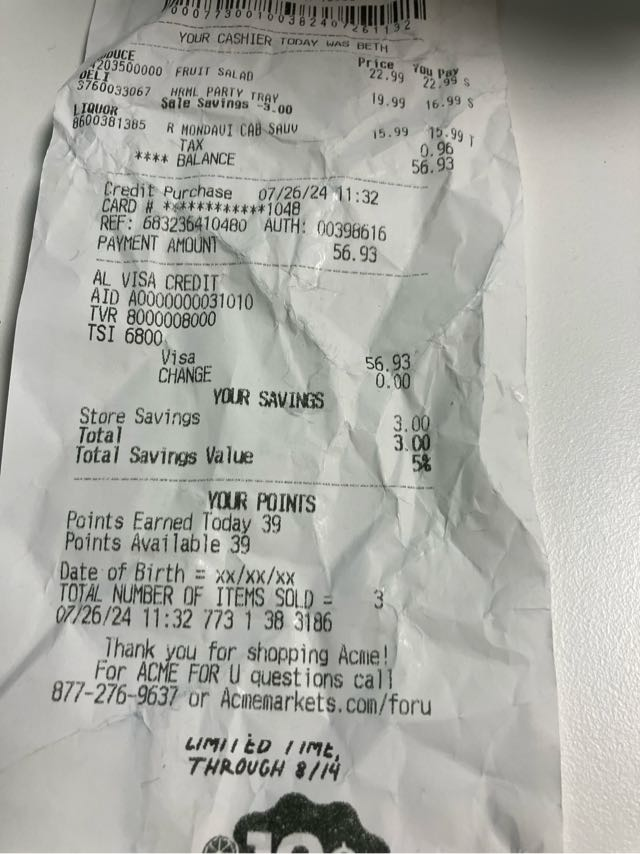 YOUR CASHIER TODAY WAS BETH
Price You Pay
203500000 FRUIT SALAD 22.99 22.99 S
DELI
3760033067 HRML PARTY TRAY 19.99 16.99 S
Sale Savings -3.00
LIQUOR
8600381385 R MONDAVI CAB SAUV 15.99 15.99 T
TAX 0.96
**** BALANCE 56.93
Credit Purchase 07/26/24 11:32
CARD # ************1048
REF: 683236410480 AUTH: 00398616
PAYMENT AMOUNT 56.93
AL VISA CREDIT
AID A0000000031010
TVR 8000008000
TSI 6800
Visa 56.93
CHANGE 0.00
YOUR SAVINGS
Store Savings 3.00
Total 3.00
Total Savings Value 5%
YOUR POINTS
Points Earned Today 39
Points Available 39
Date of Birth = xx/xx/xx
TOTAL NUMBER OF ITEMS SOLD = 3
07/26/24 11:32 773 1 38 3186
Thank you for shopping Acme!
For ACME FOR U questions call
877-276-9637 or Acmemarkets.com/foru
LIMITED TIME,
THROUGH 8/14